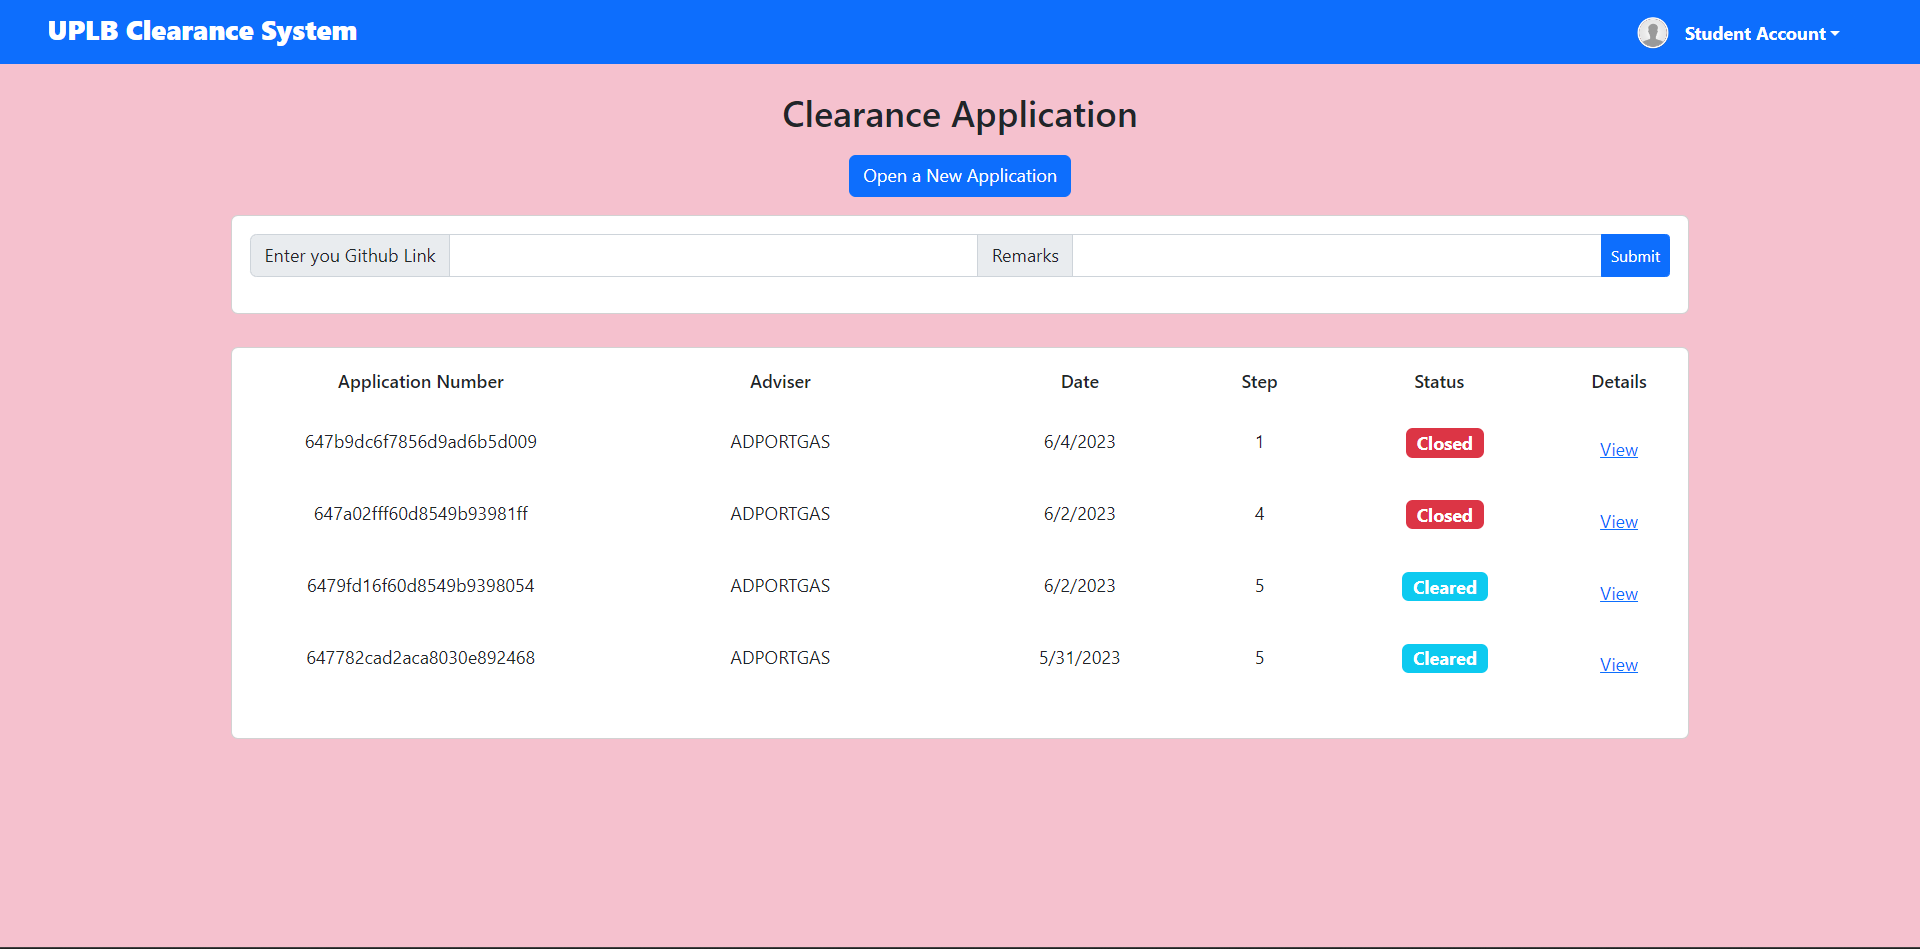 UPLB Clearance System
Student Account
Clearance Application
Open a New Application
Enter you Github Link Remarks Submit
Application Number Adviser Date Step Status Details
647b9dc6f7856d9ad6b5d009 ADPORTGAS 6/4/2023 1 Closed View
647a02fff60d8549b93981ff ADPORTGAS 6/2/2023 4 Closed View
6479fd16f60d8549b9398054 ADPORTGAS 6/2/2023 5 Cleared View
647782cad2aca8030e892468 ADPORTGAS 5/31/2023 5 Cleared View